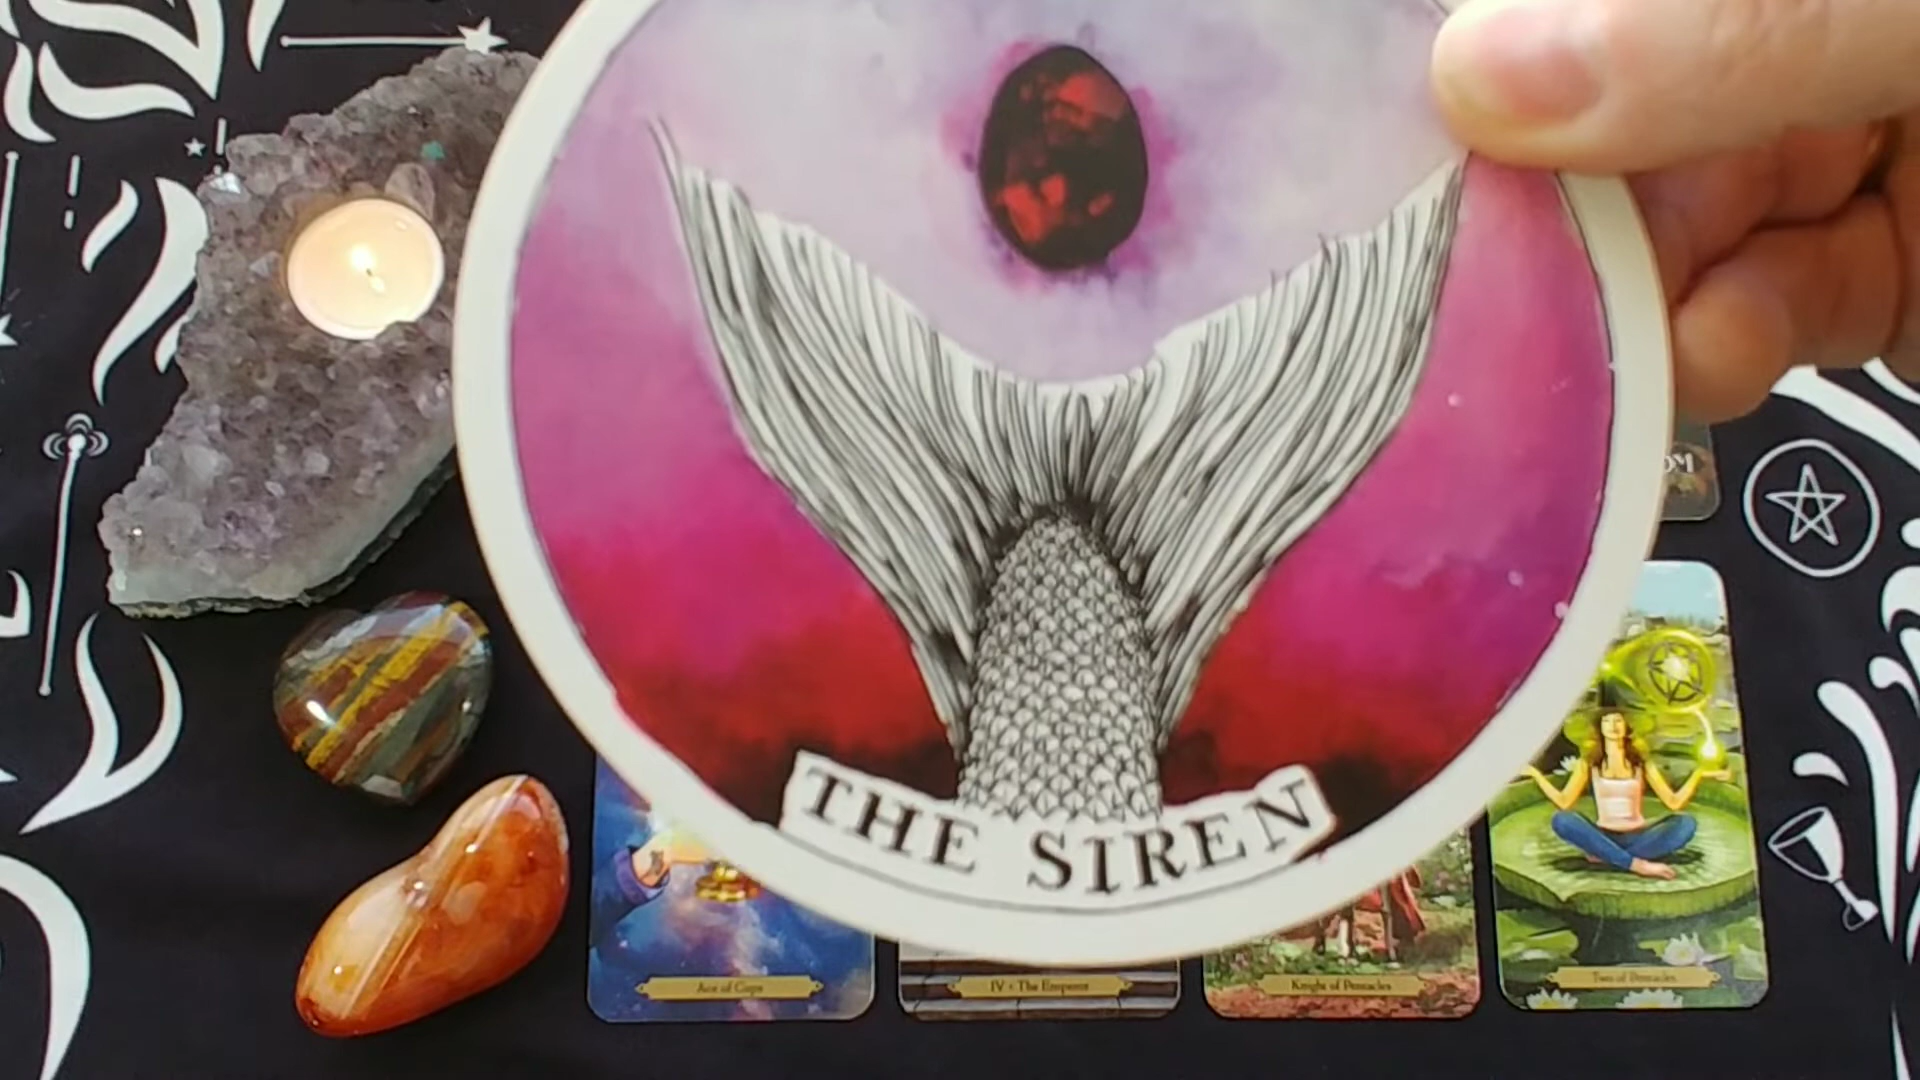 THE SIREN
Ace of Cups
IV • The Emperor
Knight of Pentacles
Two of Pentacles